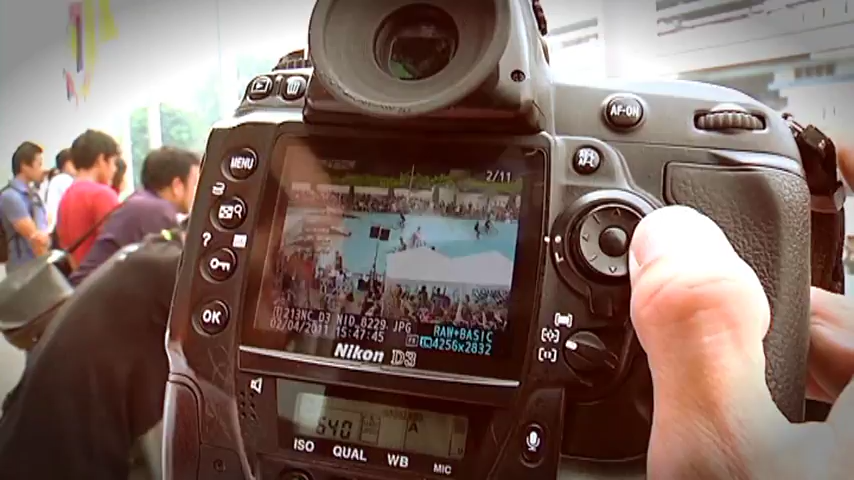 AF-ON
MENU
2/11
?
OK
213NC_D3 NID_8229.JPG
02/04/2011 15:47:45
RAW+BASIC
4256x2832
Nikon D3
640
A
ISO
QUAL
WB
MIC